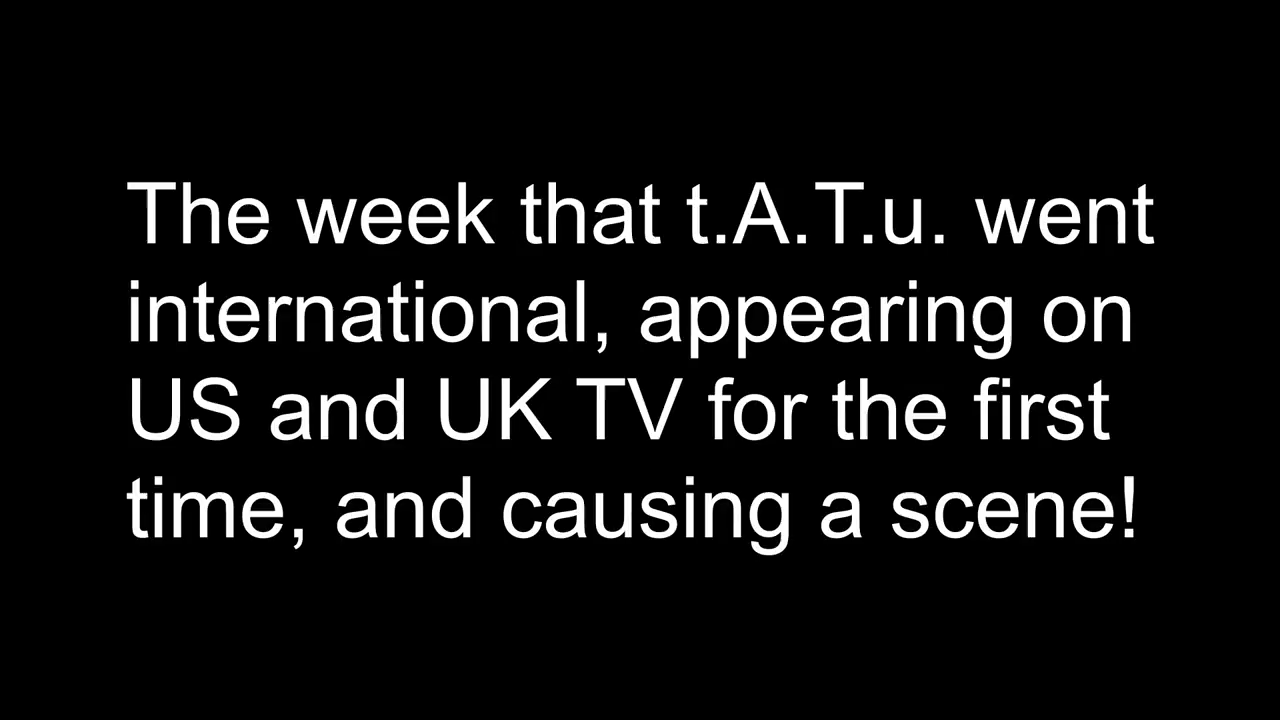 The week that t.A.T.u. went
international, appearing on
US and UK TV for the first
time, and causing a scene!